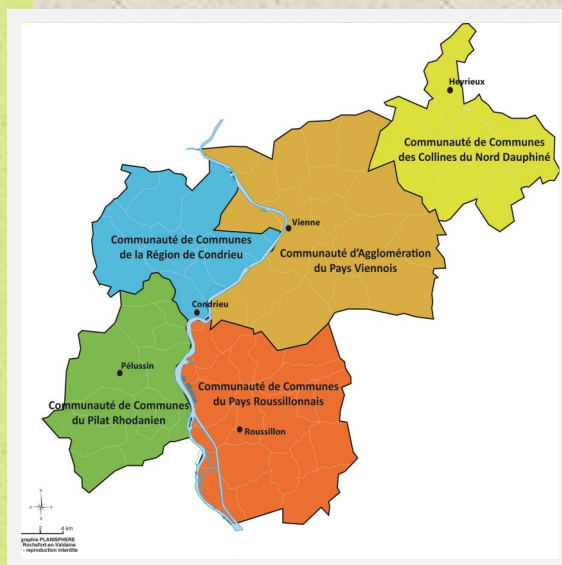 Heyrieux
Communauté de Communes
des Collines du Nord Dauphiné
Vienne
Communauté de Communes
de la Région de Condrieu
Communauté d'Agglomération
du Pays Viennois
Condrieu
Pélussin
Communauté de Communes
du Pilat Rhodanien
Communauté de Communes
du Pays Roussillonnais
Roussillon
4 km
graphie PLANISPHERE
Rochefort-en-Valdaine
- reproduction interdite